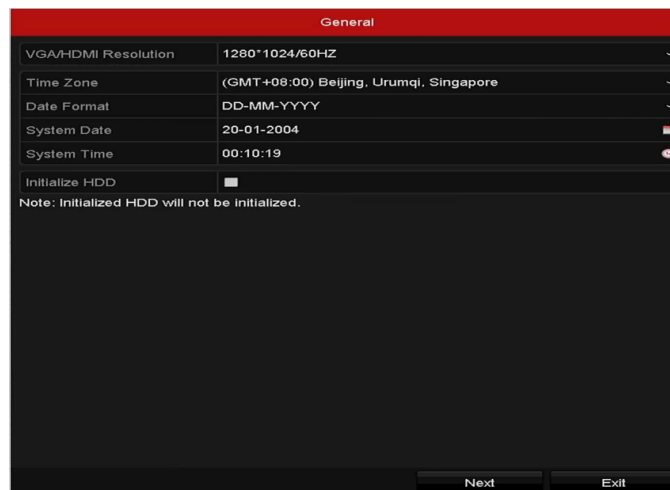 General
VGA/HDMI Resolution 1280*1024/60HZ
Time Zone (GMT+08:00) Beijing, Urumqi, Singapore
Date Format DD-MM-YYYY
System Date 20-01-2004
System Time 00:10:19
Initialize HDD
Note: Initialized HDD will not be initialized.
Next Exit